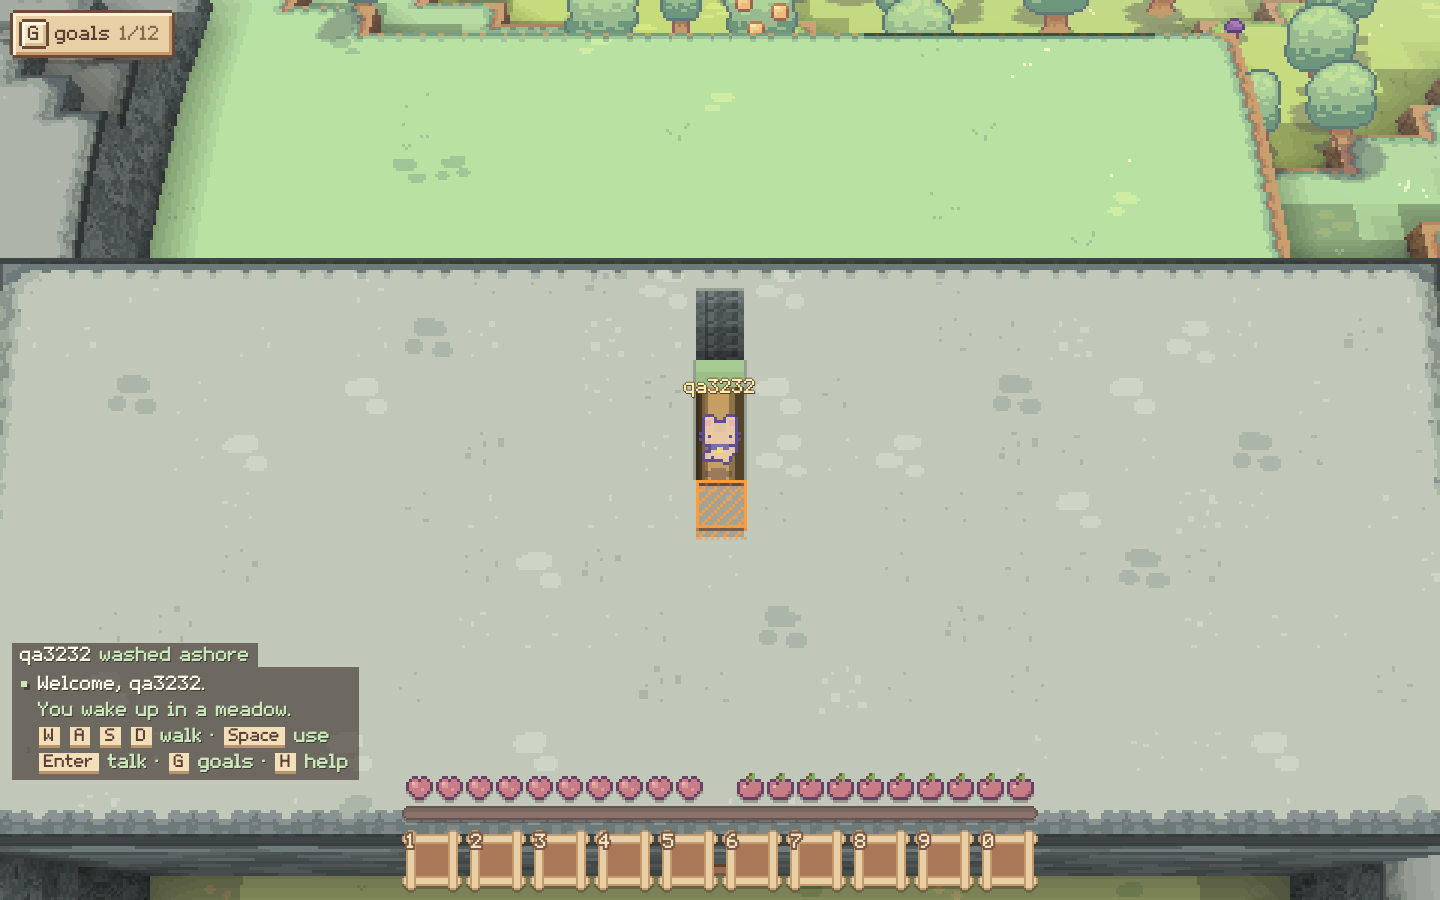 G goals 1/12
qa3232
qa3232 washed ashore
Welcome, qa3232.
You wake up in a meadow.
W A S D walk · Space use
Enter talk · G goals · H help
1 2 3 4 5 6 7 8 9 0